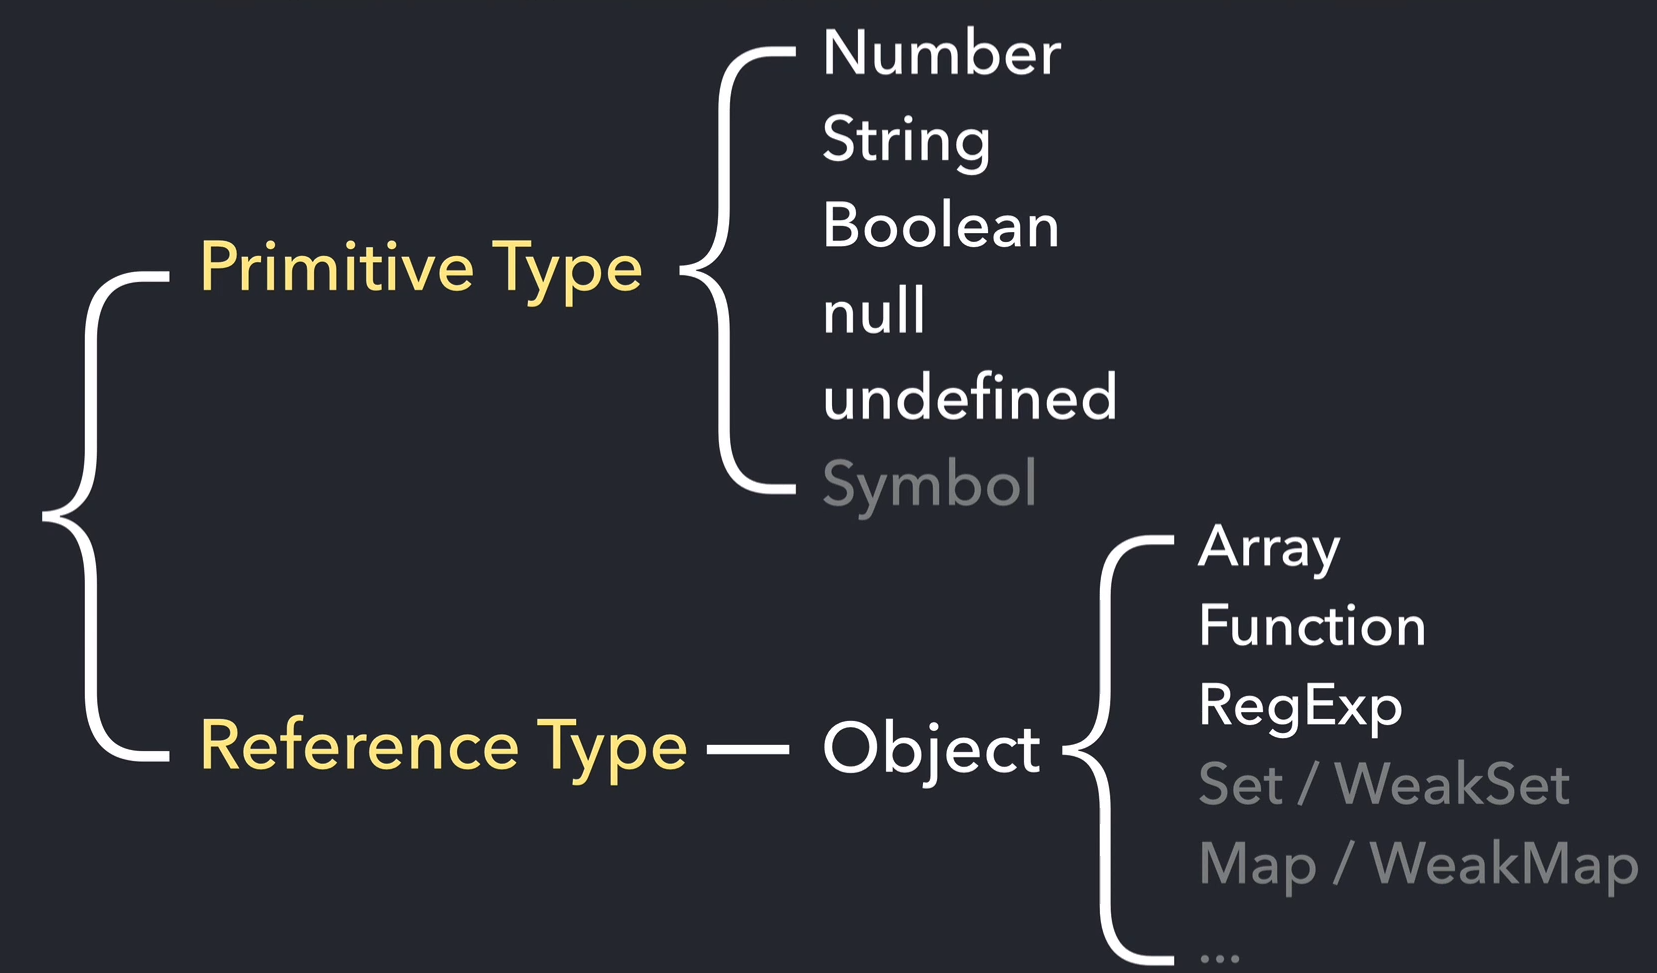 Primitive Type
Number
String
Boolean
null
undefined
Symbol
Reference Type
Object
Array
Function
RegExp
Set / WeakSet
Map / WeakMap
...